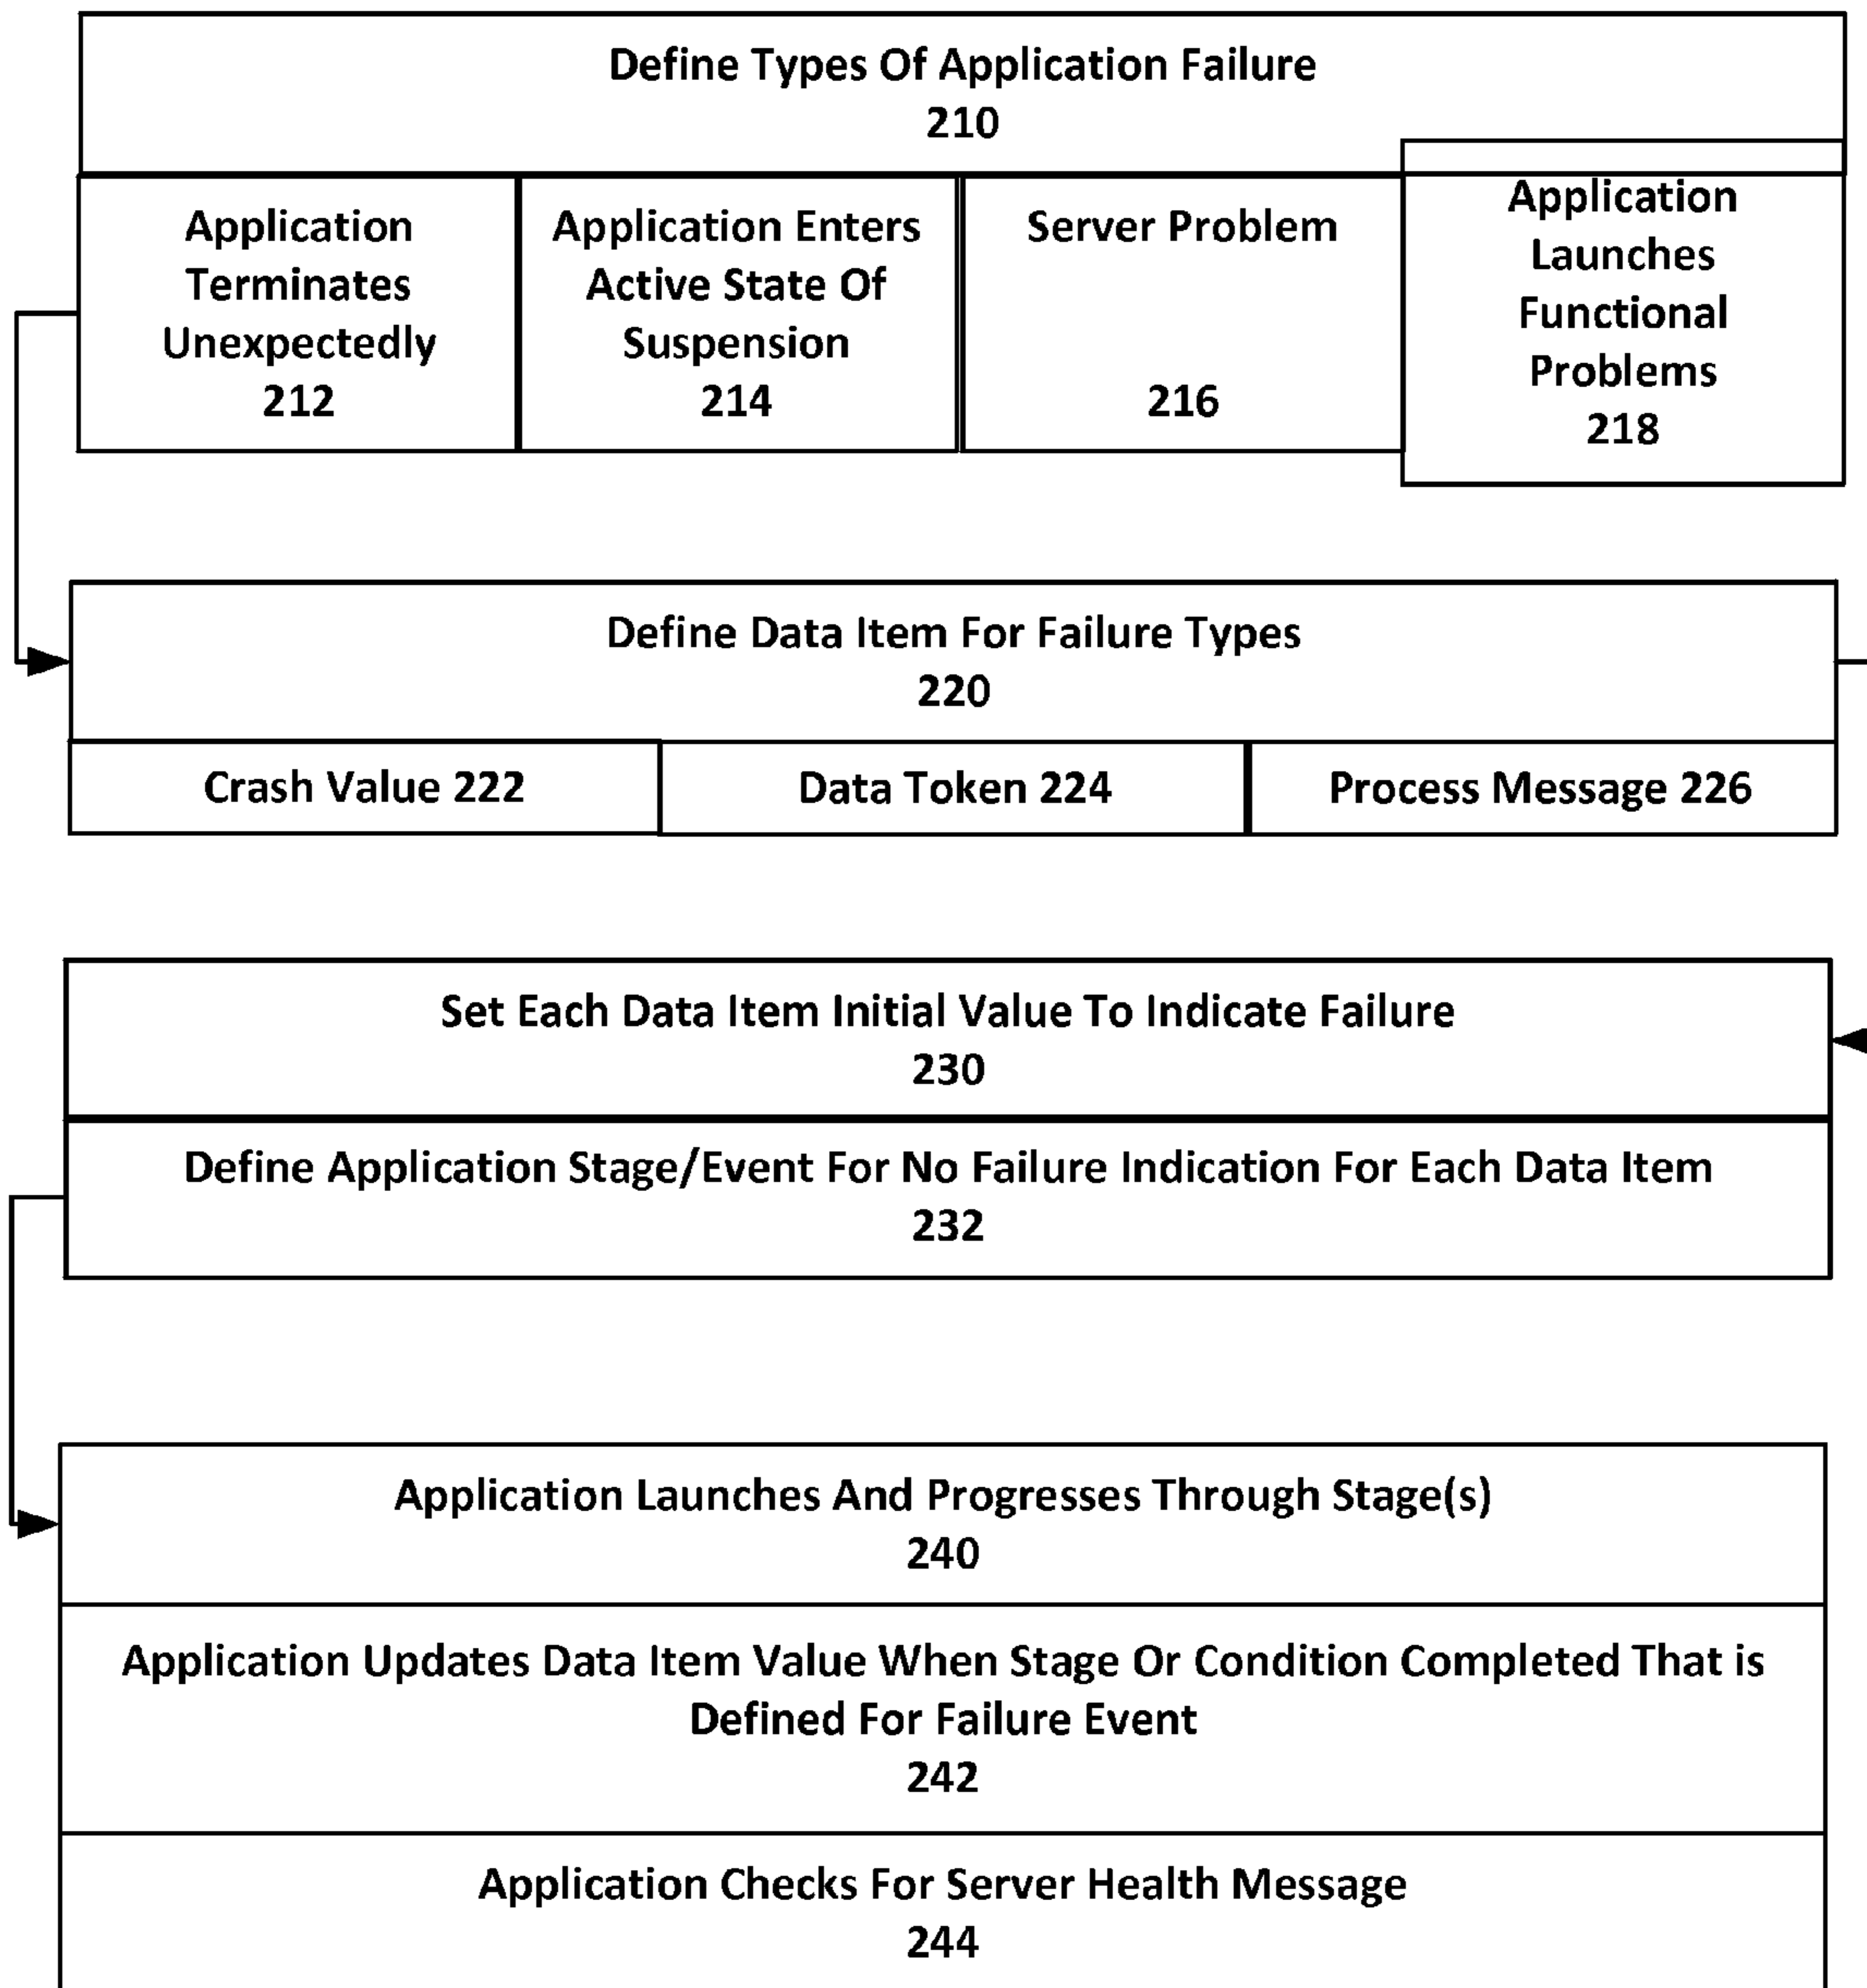 Define Types Of Application Failure
210
Application
Terminates
Unexpectedly
212
Application Enters
Active State Of
Suspension
214
Server Problem
216
Application
Launches
Functional
Problems
218
Define Data Item For Failure Types
220
Crash Value 222
Data Token 224
Process Message 226
Set Each Data Item Initial Value To Indicate Failure
230
Define Application Stage/Event For No Failure Indication For Each Data Item
232
Application Launches And Progresses Through Stage(s)
240
Application Updates Data Item Value When Stage Or Condition Completed That is
Defined For Failure Event
242
Application Checks For Server Health Message
244